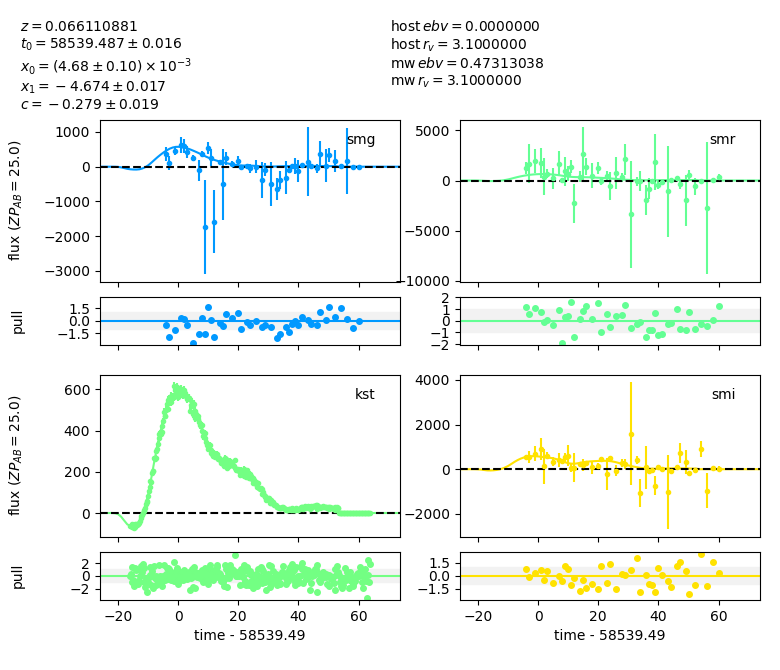 z = 0.066110881
t₀ = 58539.487 ± 0.016
x₀ = (4.68 ± 0.10) × 10⁻³
x₁ = −4.674 ± 0.017
c = −0.279 ± 0.019
host ebv = 0.0000000
host r_v = 3.1000000
mw ebv = 0.47313038
mw r_v = 3.1000000
flux (ZP_AB = 25.0)
1000
0
−1000
−2000
−3000
smg
5000
0
−5000
−10000
smr
pull
1.5
0.0
−1.5
2
1
0
−1
−2
flux (ZP_AB = 25.0)
600
400
200
0
kst
4000
2000
0
−2000
smi
pull
2
0
−2
1.5
0.0
−1.5
−20 0 20 40 60
−20 0 20 40 60
time - 58539.49
time - 58539.49